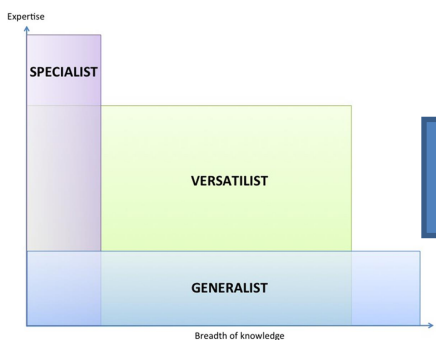 Expertise
SPECIALIST
VERSATILIST
GENERALIST
Breadth of knowledge